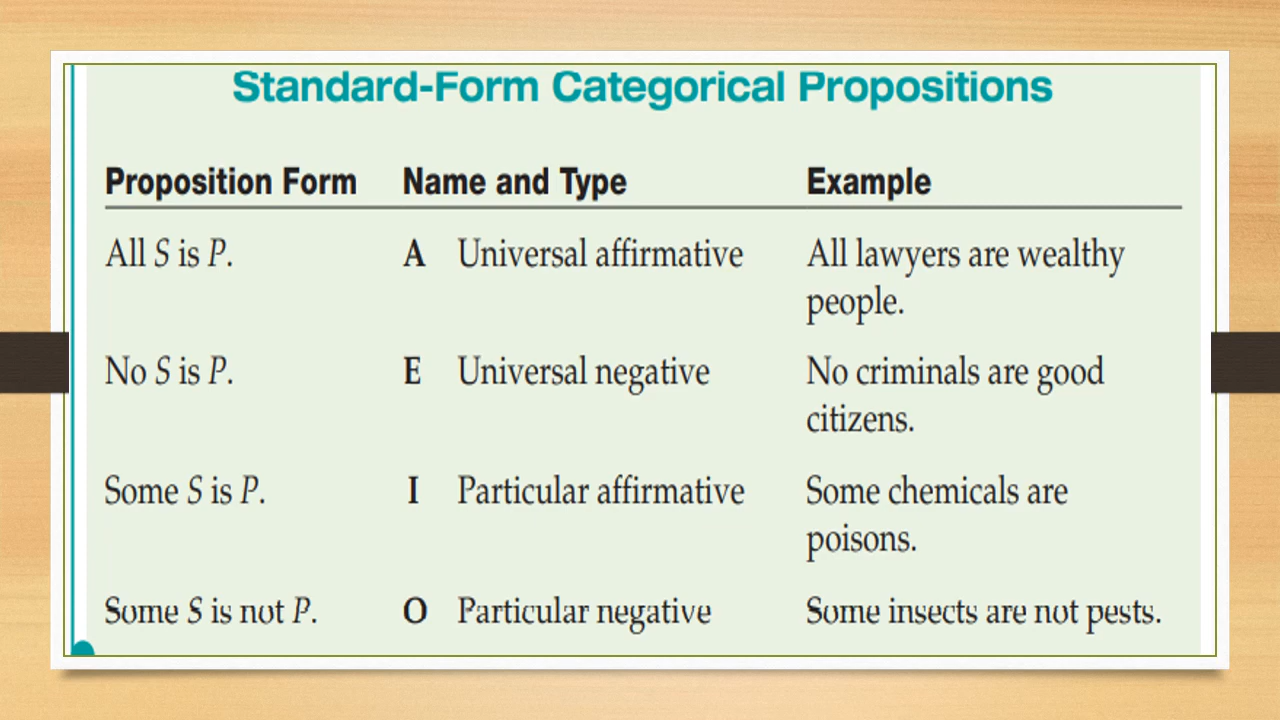 Standard-Form Categorical Propositions
Proposition Form Name and Type Example
All S is P. A Universal affirmative All lawyers are wealthy
people.
No S is P. E Universal negative No criminals are good
citizens.
Some S is P. I Particular affirmative Some chemicals are
poisons.
Some S is not P. O Particular negative Some insects are not pests.